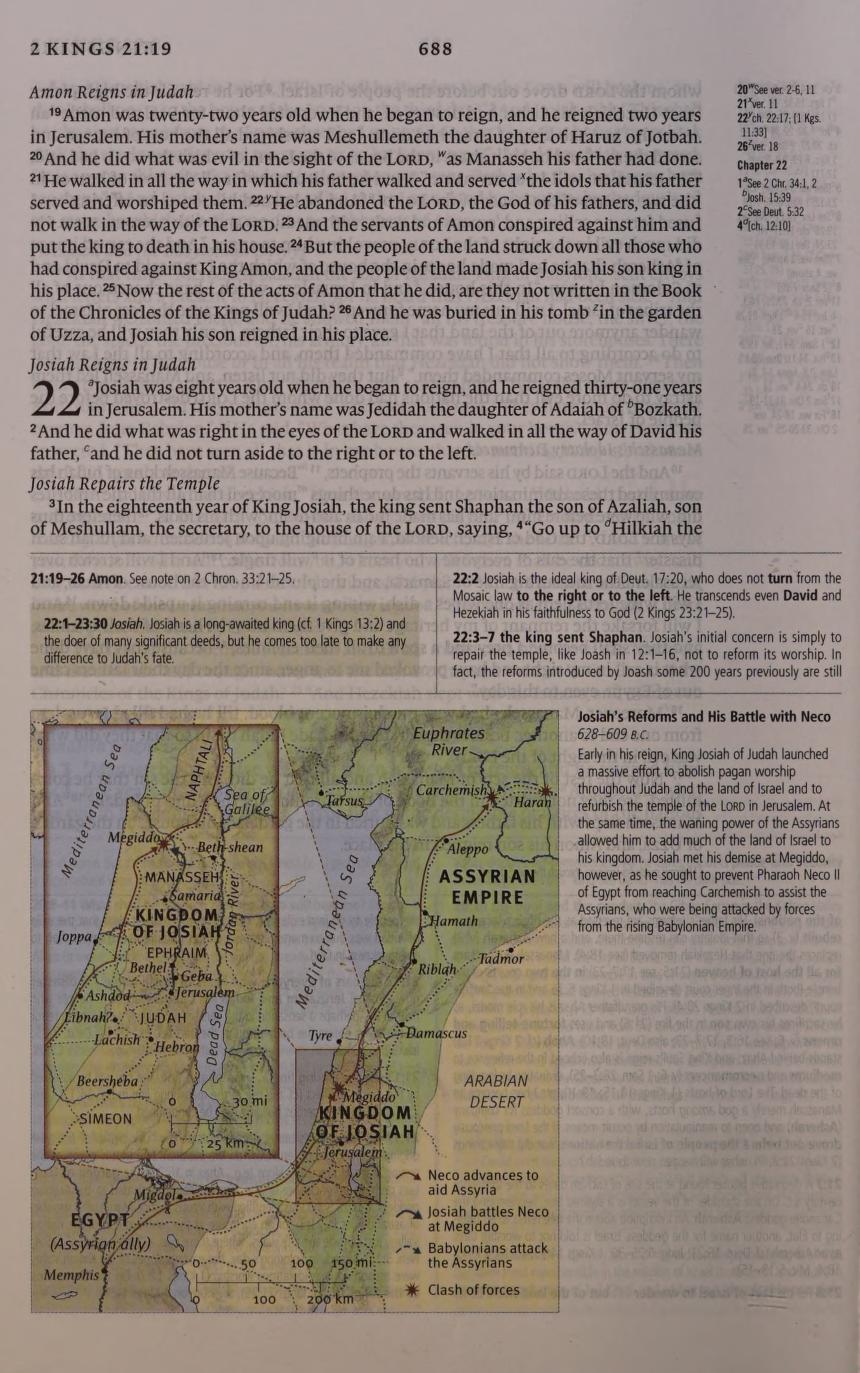 2 KINGS 21:19
688
Amon Reigns in Judah
19 Amon was twenty-two years old when he began to reign, and he reigned two years
in Jerusalem. His mother's name was Meshullemeth the daughter of Haruz of Jotbah.
20 And he did what was evil in the sight of the LORD, w as Manasseh his father had done.
21 He walked in all the way in which his father walked and served x the idols that his father
served and worshiped them. 22 y He abandoned the LORD, the God of his fathers, and did
not walk in the way of the LORD. 23 And the servants of Amon conspired against him and
put the king to death in his house. 24 But the people of the land struck down all those who
had conspired against King Amon, and the people of the land made Josiah his son king in
his place. 25 Now the rest of the acts of Amon that he did, are they not written in the Book
of the Chronicles of the Kings of Judah? 26 And he was buried in his tomb z in the garden
of Uzza, and Josiah his son reigned in his place.
Josiah Reigns in Judah
22 a Josiah was eight years old when he began to reign, and he reigned thirty-one years
in Jerusalem. His mother's name was Jedidah the daughter of Adaiah of b Bozkath.
2 And he did what was right in the eyes of the LORD and walked in all the way of David his
father, c and he did not turn aside to the right or to the left.
Josiah Repairs the Temple
3 In the eighteenth year of King Josiah, the king sent Shaphan the son of Azaliah, son
of Meshullam, the secretary, to the house of the LORD, saying, 4 "Go up to d Hilkiah the
20 w See ver. 2-6, 11
21 x ver. 11
22 y ch. 22:17; [1 Kgs.
11:33]
26 z ver. 18
Chapter 22
1 a See 2 Chr. 34:1, 2
b Josh. 15:39
2 c See Deut. 5:32
4 d [ch. 12:10]
21:19–26 Amon. See note on 2 Chron. 33:21–25.
22:1–23:30 Josiah. Josiah is a long-awaited king (cf. 1 Kings 13:2) and
the doer of many significant deeds, but he comes too late to make any
difference to Judah's fate.
22:2 Josiah is the ideal king of Deut. 17:20, who does not turn from the
Mosaic law to the right or to the left. He transcends even David and
Hezekiah in his faithfulness to God (2 Kings 23:21–25).
22:3–7 the king sent Shaphan. Josiah's initial concern is simply to
repair the temple, like Joash in 12:1–16, not to reform its worship. In
fact, the reforms introduced by Joash some 200 years previously are still
Mediterranean Sea
NAPHTALI
Sea of
Galilee
Megiddo
Beth-shean
MANASSEH
Samaria
Jordan River
KINGDOM
OF JOSIAH
Joppa
EPHRAIM
Bethel
Geba
Ashdod
Jerusalem
Libnah?
JUDAH
Lachish
Hebron
Dead Sea
Beersheba
0 30 mi
SIMEON
0 25 km
Euphrates
River
Tarsus
Carchemish
Haran
Aleppo
Mediterranean Sea
ASSYRIAN
EMPIRE
Hamath
Riblah
Tadmor
Tyre
Damascus
ARABIAN
DESERT
Megiddo
KINGDOM
OF JOSIAH
Jerusalem
Migdol
EGYPT
(Assyrian ally)
Memphis
0 50 100 150 mi
0 100 200 km
Neco advances to
aid Assyria
Josiah battles Neco
at Megiddo
Babylonians attack
the Assyrians
Clash of forces
Josiah's Reforms and His Battle with Neco
628–609 B.C.
Early in his reign, King Josiah of Judah launched
a massive effort to abolish pagan worship
throughout Judah and the land of Israel and to
refurbish the temple of the LORD in Jerusalem. At
the same time, the waning power of the Assyrians
allowed him to add much of the land of Israel to
his kingdom. Josiah met his demise at Megiddo,
however, as he sought to prevent Pharaoh Neco II
of Egypt from reaching Carchemish to assist the
Assyrians, who were being attacked by forces
from the rising Babylonian Empire.